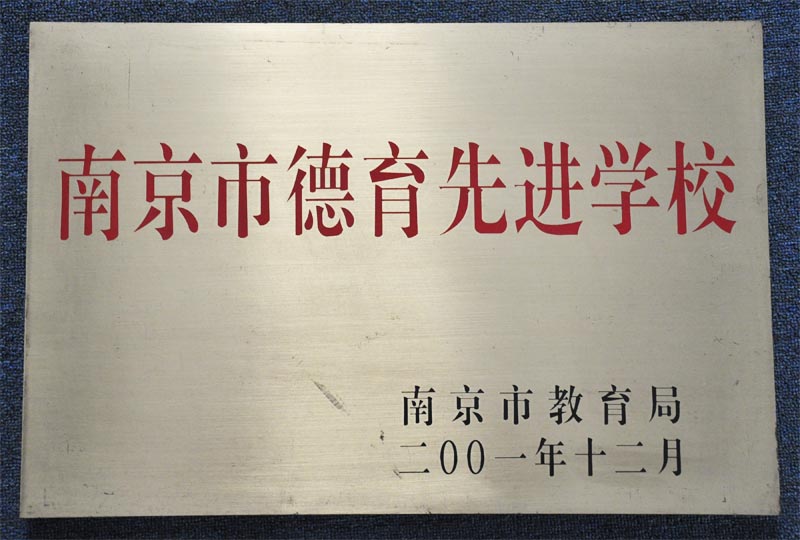 南京市德育先进学校
南京市教育局
二00一年十二月